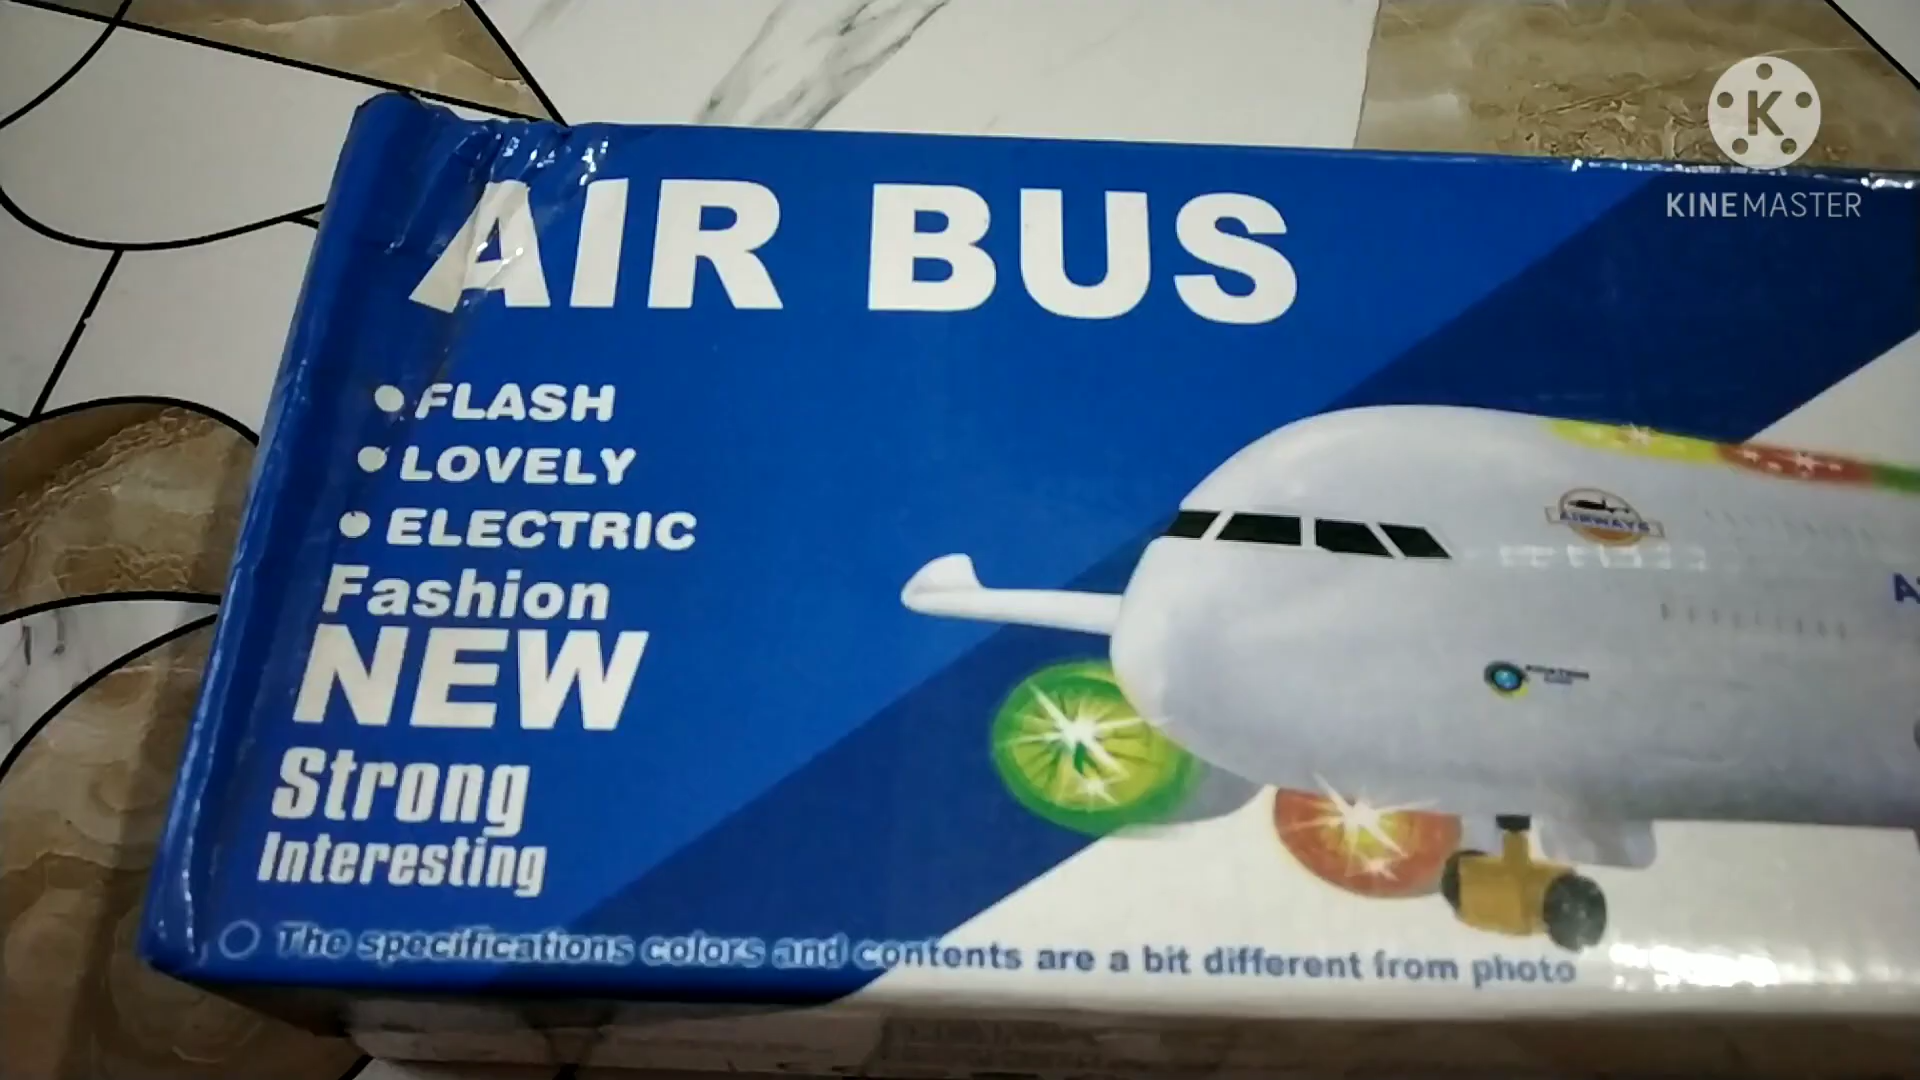 K
KINEMASTER
AIR BUS
FLASH
LOVELY
ELECTRIC
Fashion
NEW
Strong
Interesting
AIRWAYS
The specifications colors and contents are a bit different from photo